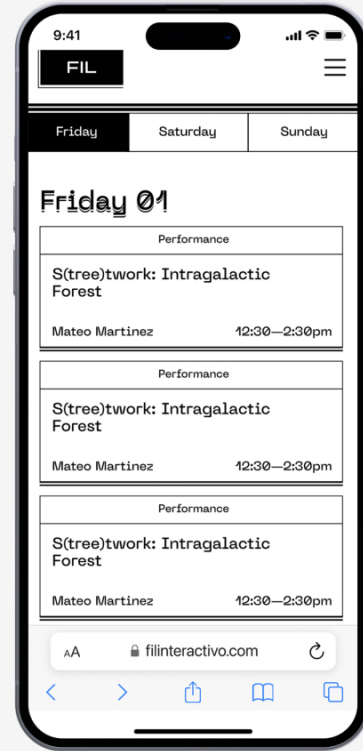 9:41
FIL
Friday Saturday Sunday
Friday 01
Performance
S(tree)twork: Intragalactic
Forest
Mateo Martinez 12:30—2:30pm
Performance
S(tree)twork: Intragalactic
Forest
Mateo Martinez 12:30—2:30pm
Performance
S(tree)twork: Intragalactic
Forest
Mateo Martinez 12:30—2:30pm
AA filinteractivo.com